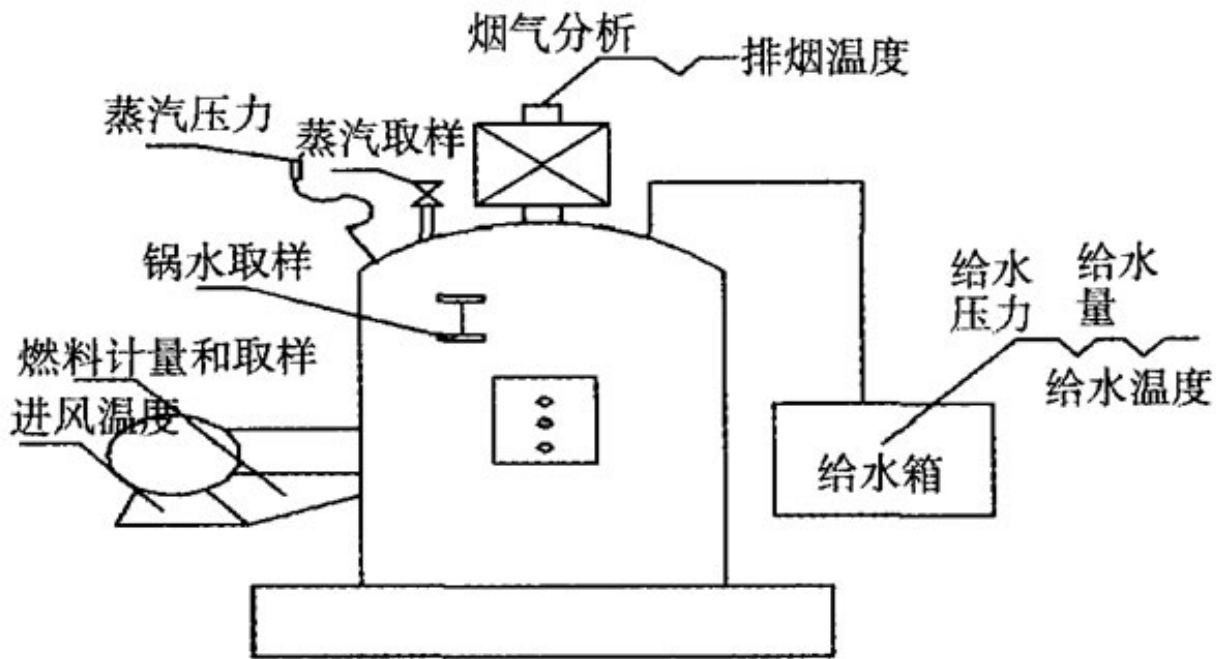 烟气分析
排烟温度
蒸汽压力
蒸汽取样
锅水取样
给水
压力
给水
量
燃料计量和取样
给水温度
进风温度
给水箱